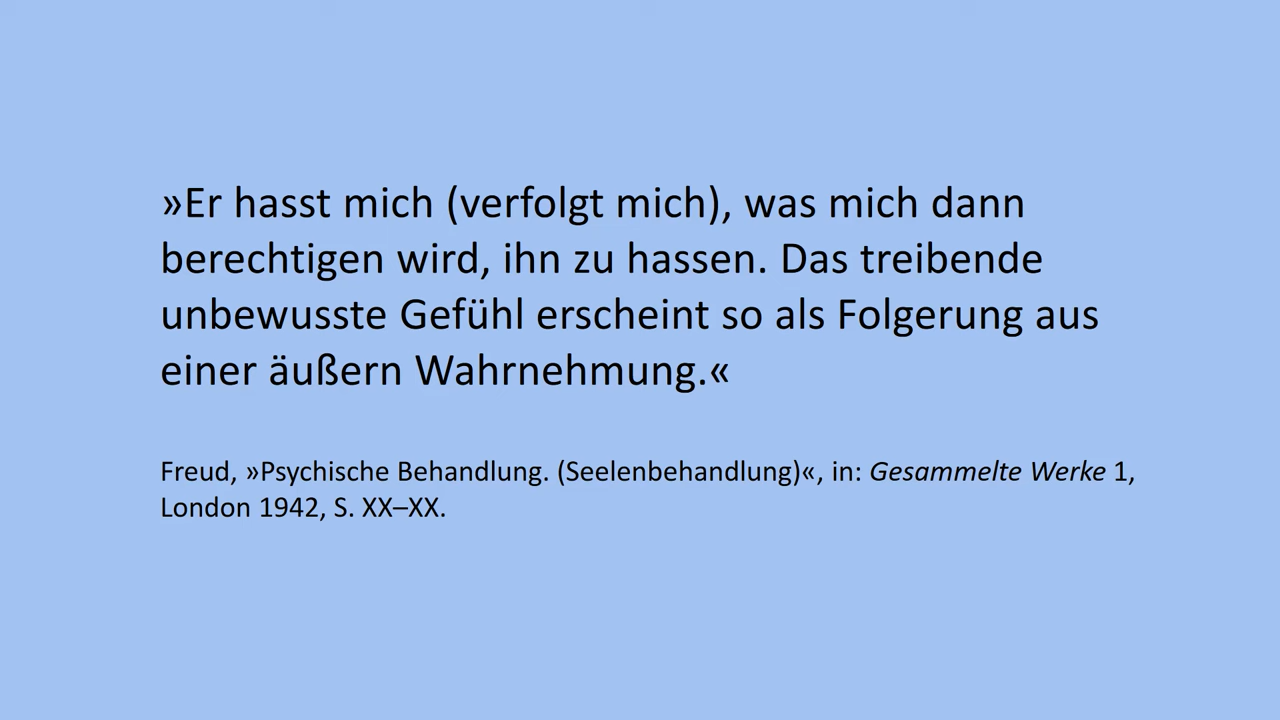 »Er hasst mich (verfolgt mich), was mich dann
berechtigen wird, ihn zu hassen. Das treibende
unbewusste Gefühl erscheint so als Folgerung aus
einer äußern Wahrnehmung.«
Freud, »Psychische Behandlung. (Seelenbehandlung)«, in: Gesammelte Werke 1,
London 1942, S. XX–XX.